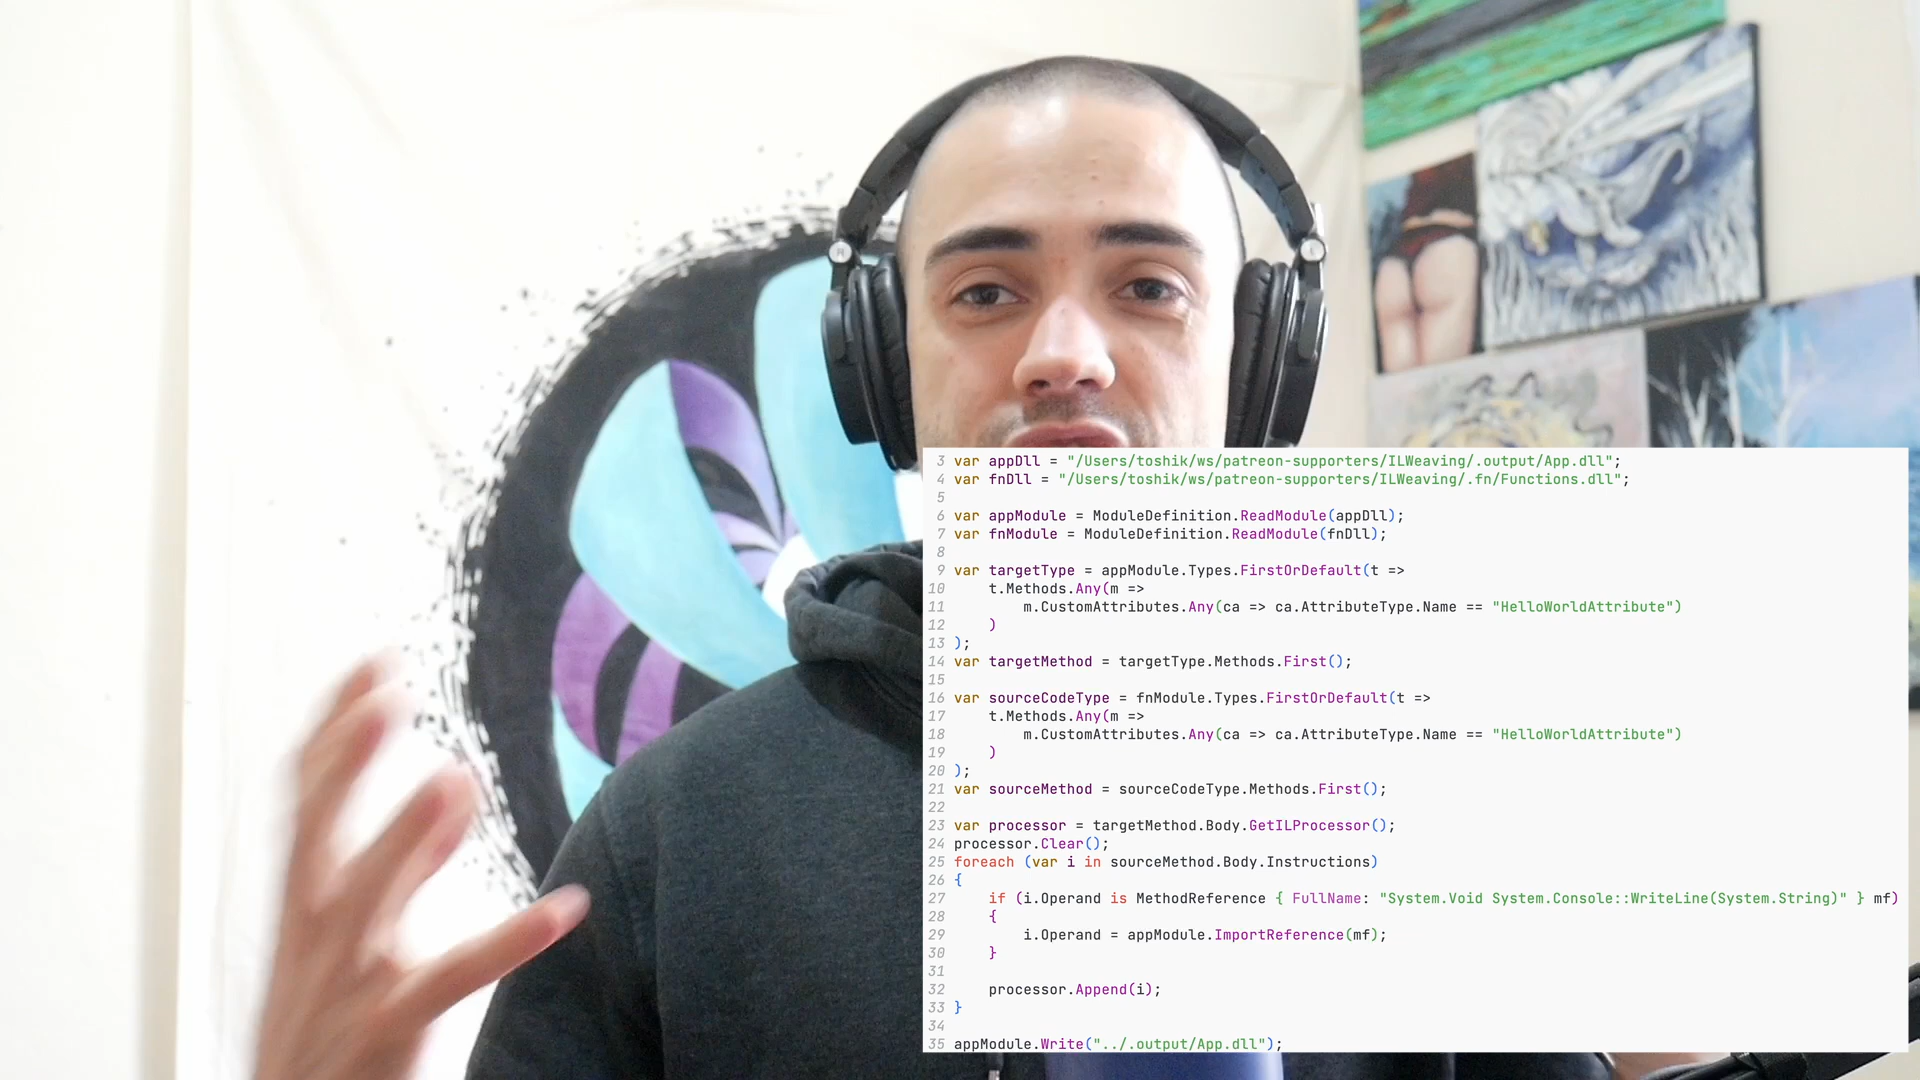 3 var appDll = "/Users/toshik/ws/patreon-supporters/ILWeaving/.output/App.dll";
4 var fnDll = "/Users/toshik/ws/patreon-supporters/ILWeaving/.fn/Functions.dll";
5
6 var appModule = ModuleDefinition.ReadModule(appDll);
7 var fnModule = ModuleDefinition.ReadModule(fnDll);
8
9 var targetType = appModule.Types.FirstOrDefault(t =>
10     t.Methods.Any(m =>
11         m.CustomAttributes.Any(ca => ca.AttributeType.Name == "HelloWorldAttribute")
12     )
13 );
14 var targetMethod = targetType.Methods.First();
15
16 var sourceCodeType = fnModule.Types.FirstOrDefault(t =>
17     t.Methods.Any(m =>
18         m.CustomAttributes.Any(ca => ca.AttributeType.Name == "HelloWorldAttribute")
19     )
20 );
21 var sourceMethod = sourceCodeType.Methods.First();
22
23 var processor = targetMethod.Body.GetILProcessor();
24 processor.Clear();
25 foreach (var i in sourceMethod.Body.Instructions)
26 {
27     if (i.Operand is MethodReference { FullName: "System.Void System.Console::WriteLine(System.String)" } mf)
28     {
29         i.Operand = appModule.ImportReference(mf);
30     }
31
32     processor.Append(i);
33 }
34
35 appModule.Write("../.output/App.dll");